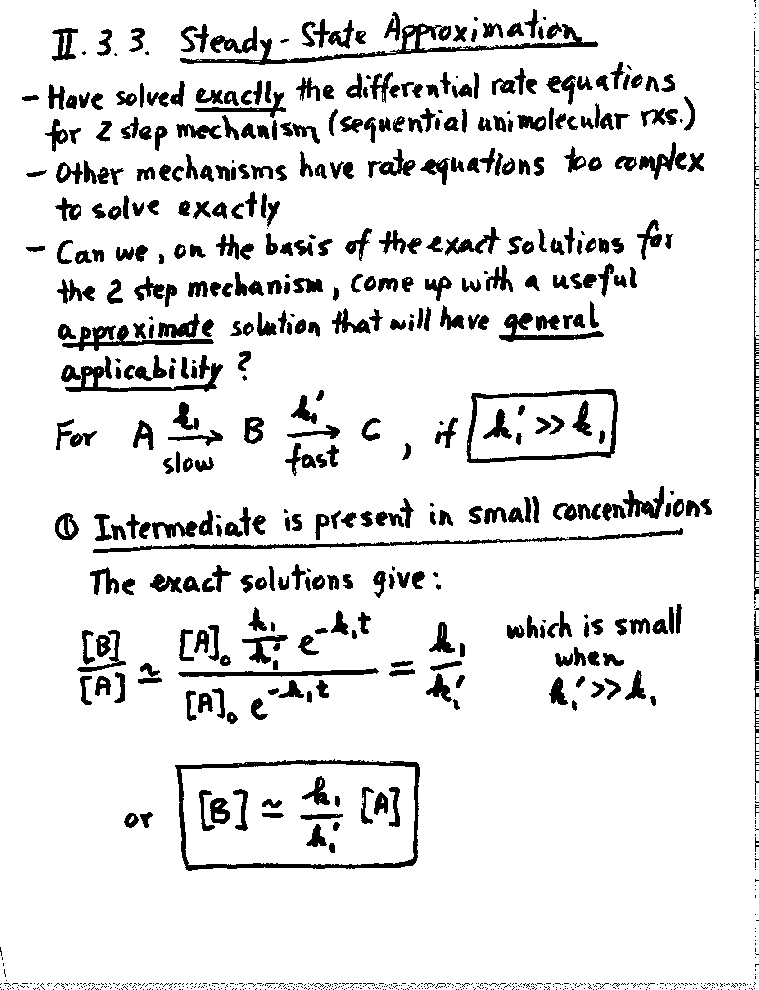 II.3.3. Steady-State Approximation
- Have solved exactly the differential rate equations
for 2 step mechanism (sequential unimolecular rxs.)
- Other mechanisms have rate equations too complex
to solve exactly
- Can we, on the basis of the exact solutions for
the 2 step mechanism, come up with a useful
approximate solution that will have general
applicability?
For A —k₁→ B —k₁'→ C, if k₁' >> k₁
slow fast
① Intermediate is present in small concentrations
The exact solutions give:
[B]/[A] ≃ [A]₀ k₁/k₁' e^(-k₁t) / [A]₀ e^(-k₁t) = k₁/k₁' which is small
when
k₁' >> k₁
or [B] ≃ k₁/k₁' [A]